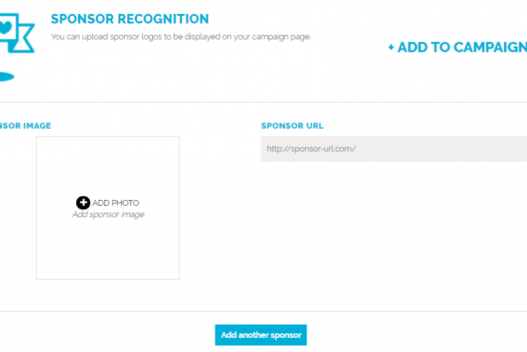 SPONSOR RECOGNITION
You can upload sponsor logos to be displayed on your campaign page.
+ ADD TO CAMPAIGN
NSOR IMAGE
SPONSOR URL
http://sponsor-url.com/
ADD PHOTO
Add sponsor image
Add another sponsor